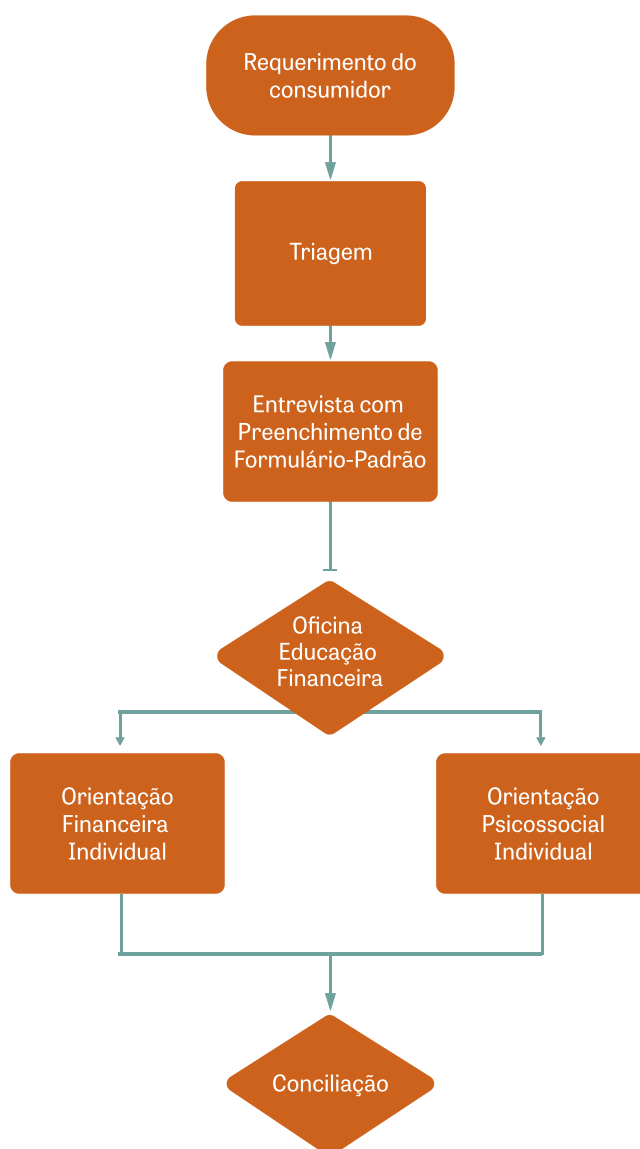 Requerimento do
consumidor
Triagem
Entrevista com
Preenchimento de
Formulário-Padrão
Oficina
Educação
Financeira
Orientação
Financeira
Individual
Orientação
Psicossocial
Individual
Conciliação